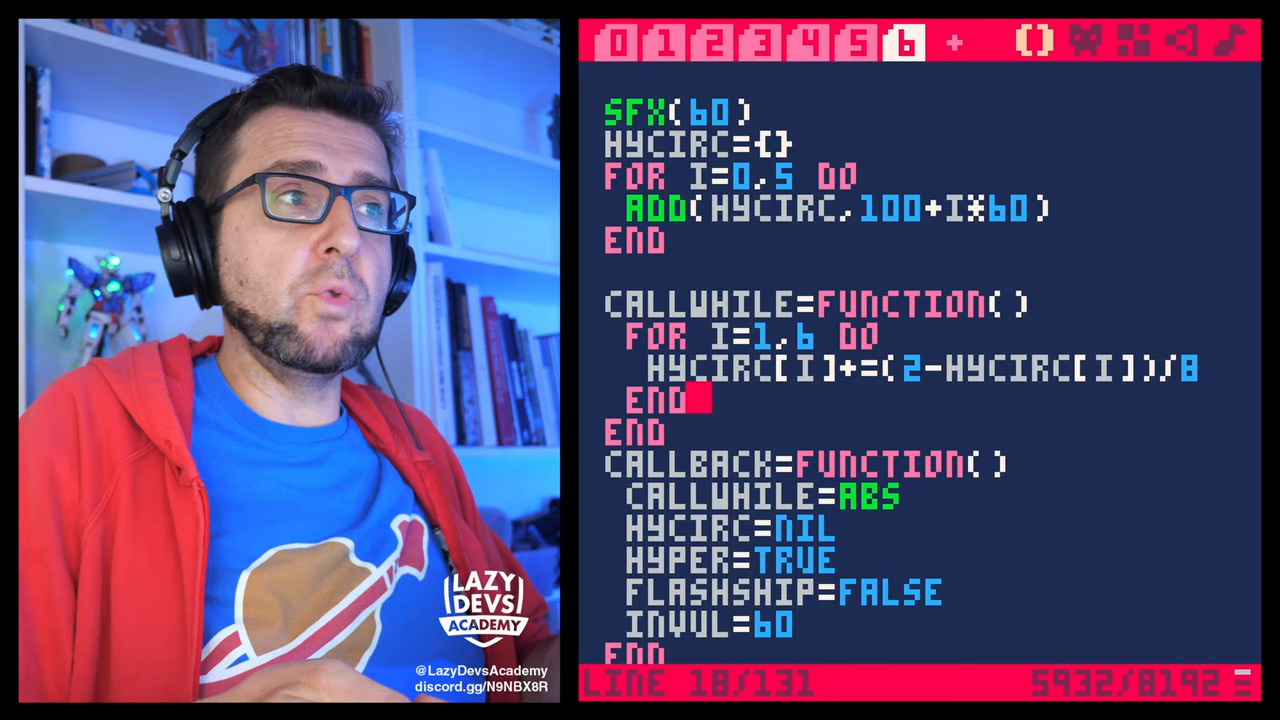 LAZY
DEVS
ACADEMY
@LazyDevsAcademy
discord.gg/N9NBX8R
0 1 2 3 4 5 6 +
SFX(60)
HYCIRC={}
FOR I=0,5 DO
ADD(HYCIRC,100+I*60)
END
CALLWHILE=FUNCTION()
FOR I=1,6 DO
HYCIRC[I]+=(2-HYCIRC[I])/8
END
END
CALLBACK=FUNCTION()
CALLWHILE=ABS
HYCIRC=NIL
HYPER=TRUE
FLASHSHIP=FALSE
INVUL=60
END
LINE 18/131
5932/8192